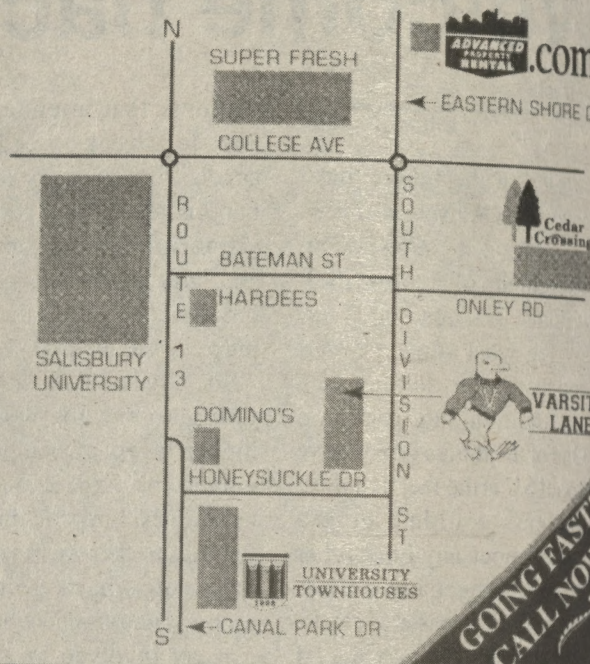 N
SUPER FRESH
ADVANCED
PROPERTY
RENTAL
.com
EASTERN SHORE
COLLEGE AVE
ROUTE 13
SOUTH DIVISION ST
Cedar
Crossing
BATEMAN ST
HARDEES
ONLEY RD
SALISBURY
UNIVERSITY
DOMINO'S
VARSIT
LANE
HONEYSUCKLE DR
UNIVERSITY
TOWNHOUSES
CANAL PARK DR
S
GOING FAST
CALL NOW